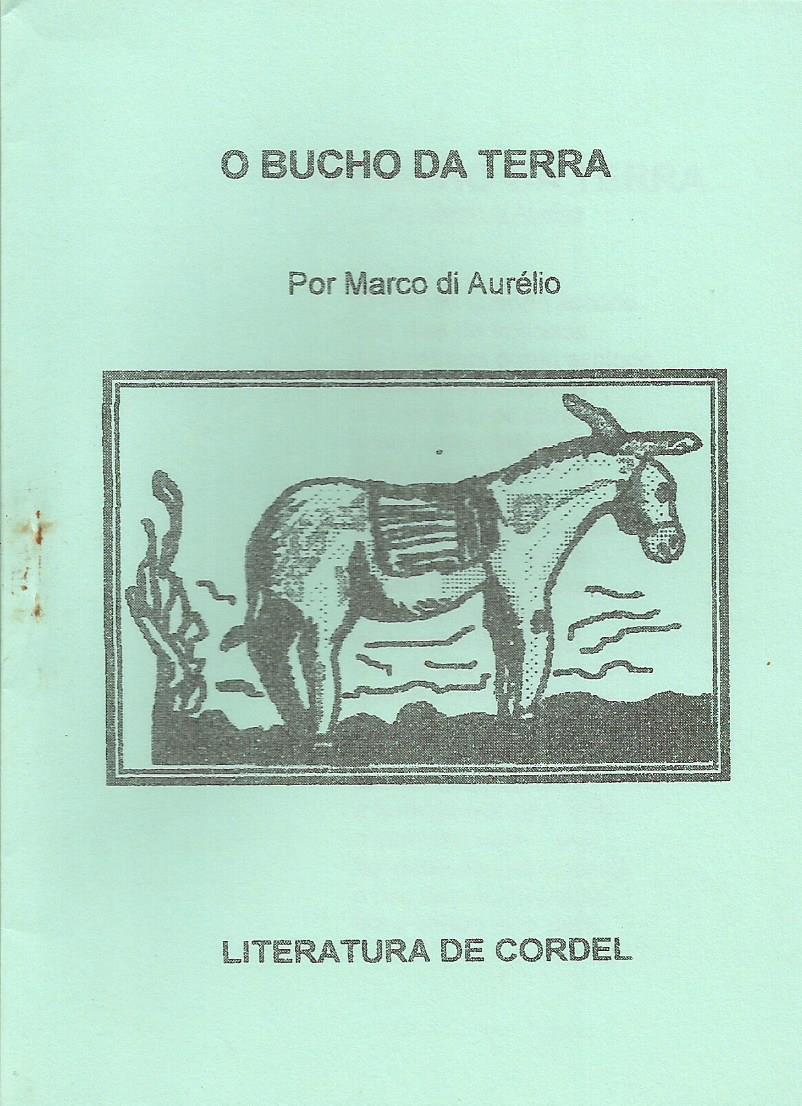 O BUCHO DA TERRA
Por Marco di Aurélio
LITERATURA DE CORDEL